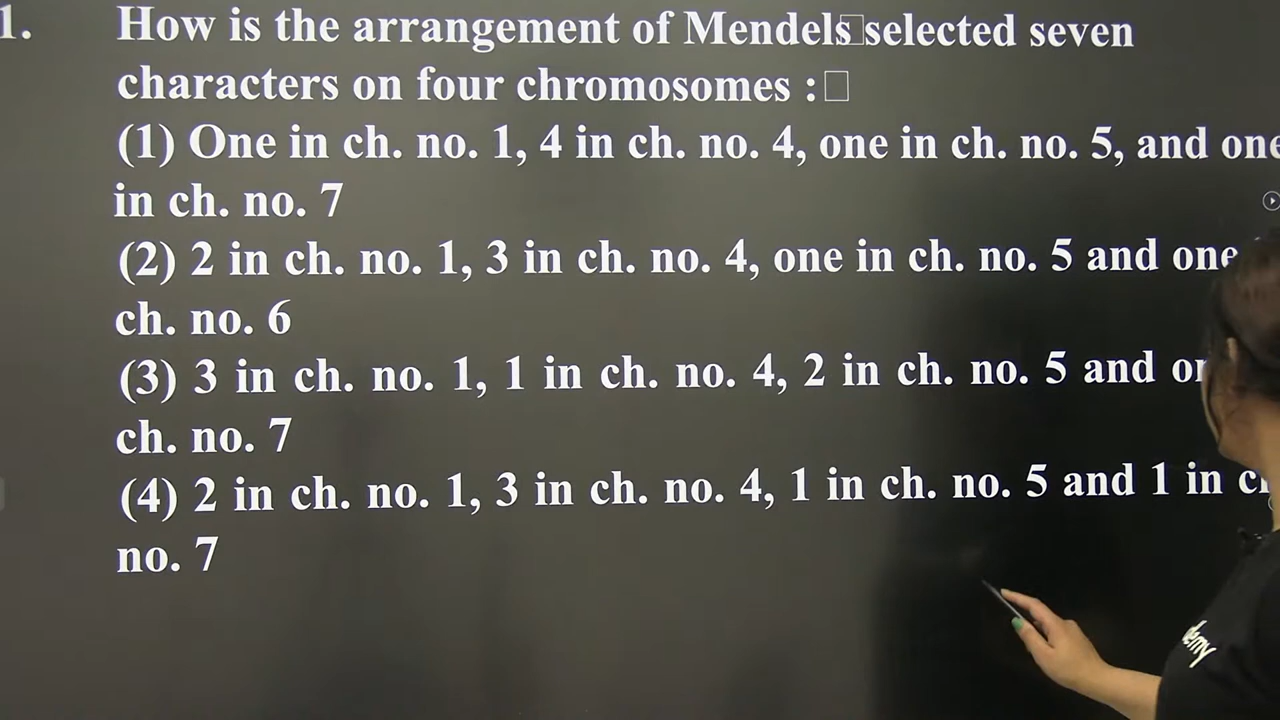 1. How is the arrangement of Mendels selected seven
characters on four chromosomes :
(1) One in ch. no. 1, 4 in ch. no. 4, one in ch. no. 5, and one
in ch. no. 7
(2) 2 in ch. no. 1, 3 in ch. no. 4, one in ch. no. 5 and one
ch. no. 6
(3) 3 in ch. no. 1, 1 in ch. no. 4, 2 in ch. no. 5 and
ch. no. 7
(4) 2 in ch. no. 1, 3 in ch. no. 4, 1 in ch. no. 5 and 1 in
no. 7